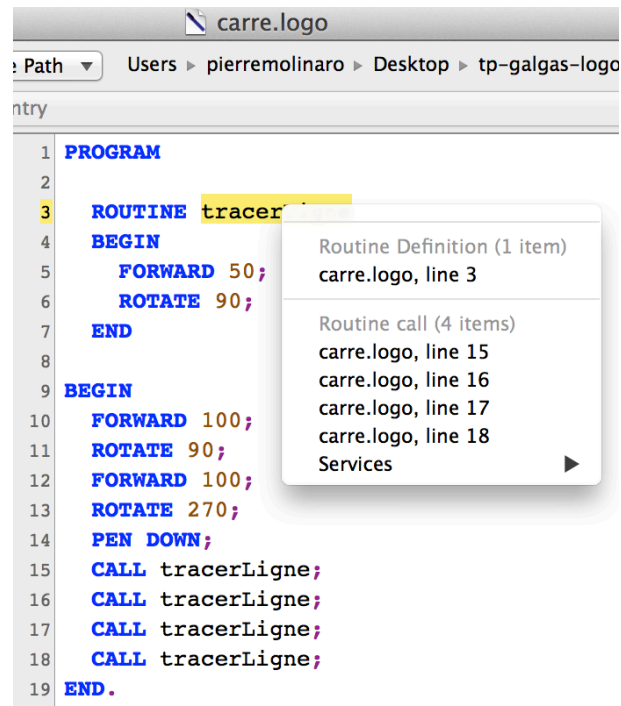 carre.logo
e Path ▼ Users ▸ pierremolinaro ▸ Desktop ▸ tp-galgas-logo
ntry
1 PROGRAM
2
3 ROUTINE tracerLigne
4 BEGIN
5 FORWARD 50;
6 ROTATE 90;
7 END
8
9 BEGIN
10 FORWARD 100;
11 ROTATE 90;
12 FORWARD 100;
13 ROTATE 270;
14 PEN DOWN;
15 CALL tracerLigne;
16 CALL tracerLigne;
17 CALL tracerLigne;
18 CALL tracerLigne;
19 END.
Routine Definition (1 item)
carre.logo, line 3
Routine call (4 items)
carre.logo, line 15
carre.logo, line 16
carre.logo, line 17
carre.logo, line 18
Services ▶